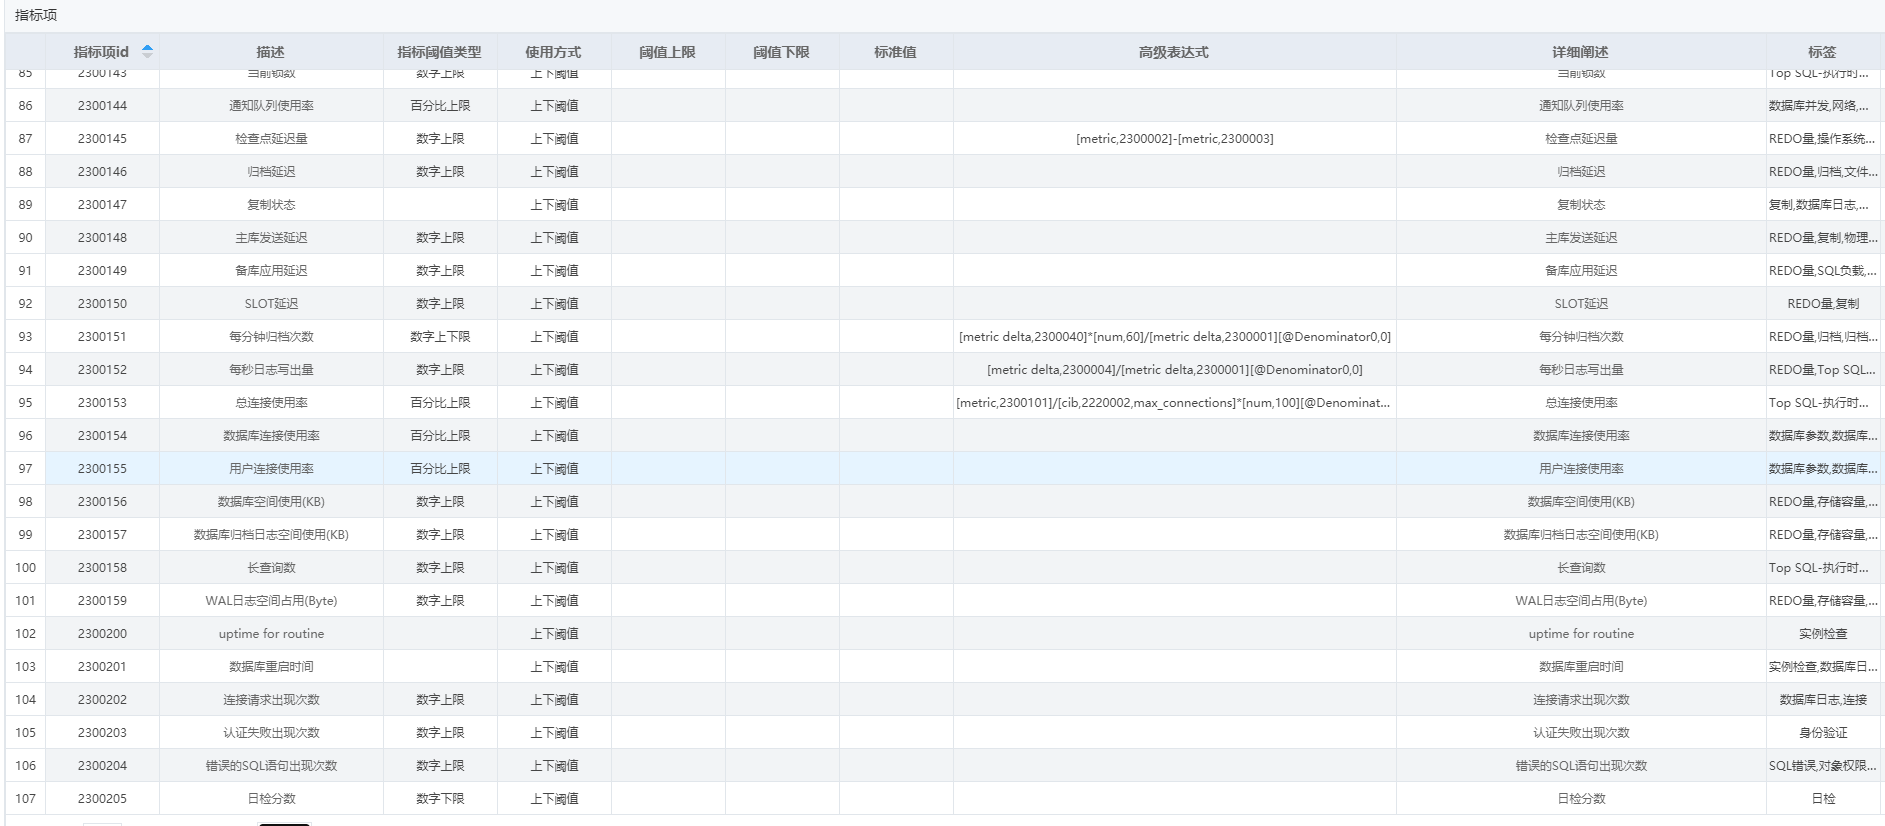 指标项
指标项id 描述 指标阈值类型 使用方式 阈值上限 阈值下限 标准值 高级表达式 详细阐述 标签
85 2300143 当前锁数 数字上限 上下阈值 当前锁数 Top SQL-执行时...
86 2300144 通知队列使用率 百分比上限 上下阈值 通知队列使用率 数据库并发,网络,...
87 2300145 检查点延迟量 数字上限 上下阈值 [metric,2300002]-[metric,2300003] 检查点延迟量 REDO量,操作系统...
88 2300146 归档延迟 数字上限 上下阈值 归档延迟 REDO量,归档,文件...
89 2300147 复制状态 上下阈值 复制状态 复制,数据库日志,...
90 2300148 主库发送延迟 数字上限 上下阈值 主库发送延迟 REDO量,复制,物理...
91 2300149 备库应用延迟 数字上限 上下阈值 备库应用延迟 REDO量,SQL负载,...
92 2300150 SLOT延迟 数字上限 上下阈值 SLOT延迟 REDO量,复制
93 2300151 每分钟归档次数 数字上下限 上下阈值 [metric delta,2300040]*[num,60]/[metric delta,2300001][@Denominator0,0] 每分钟归档次数 REDO量,归档,归档...
94 2300152 每秒日志写出量 数字上限 上下阈值 [metric delta,2300004]/[metric delta,2300001][@Denominator0,0] 每秒日志写出量 REDO量,Top SQL...
95 2300153 总连接使用率 百分比上限 上下阈值 [metric,2300101]/[cib,2220002,max_connections]*[num,100][@Denominat... 总连接使用率 Top SQL-执行时...
96 2300154 数据库连接使用率 百分比上限 上下阈值 数据库连接使用率 数据库参数,数据库...
97 2300155 用户连接使用率 百分比上限 上下阈值 用户连接使用率 数据库参数,数据库...
98 2300156 数据库空间使用(KB) 数字上限 上下阈值 数据库空间使用(KB) REDO量,存储容量,...
99 2300157 数据库归档日志空间使用(KB) 数字上限 上下阈值 数据库归档日志空间使用(KB) REDO量,存储容量,...
100 2300158 长查询数 数字上限 上下阈值 长查询数 Top SQL-执行时...
101 2300159 WAL日志空间占用(Byte) 数字上限 上下阈值 WAL日志空间占用(Byte) REDO量,存储容量,...
102 2300200 uptime for routine 上下阈值 uptime for routine 实例检查
103 2300201 数据库重启时间 上下阈值 数据库重启时间 实例检查,数据库日...
104 2300202 连接请求出现次数 数字上限 上下阈值 连接请求出现次数 数据库日志,连接
105 2300203 认证失败出现次数 数字上限 上下阈值 认证失败出现次数 身份验证
106 2300204 错误的SQL语句出现次数 数字上限 上下阈值 错误的SQL语句出现次数 SQL错误,对象权限...
107 2300205 日检分数 数字下限 上下阈值 日检分数 日检